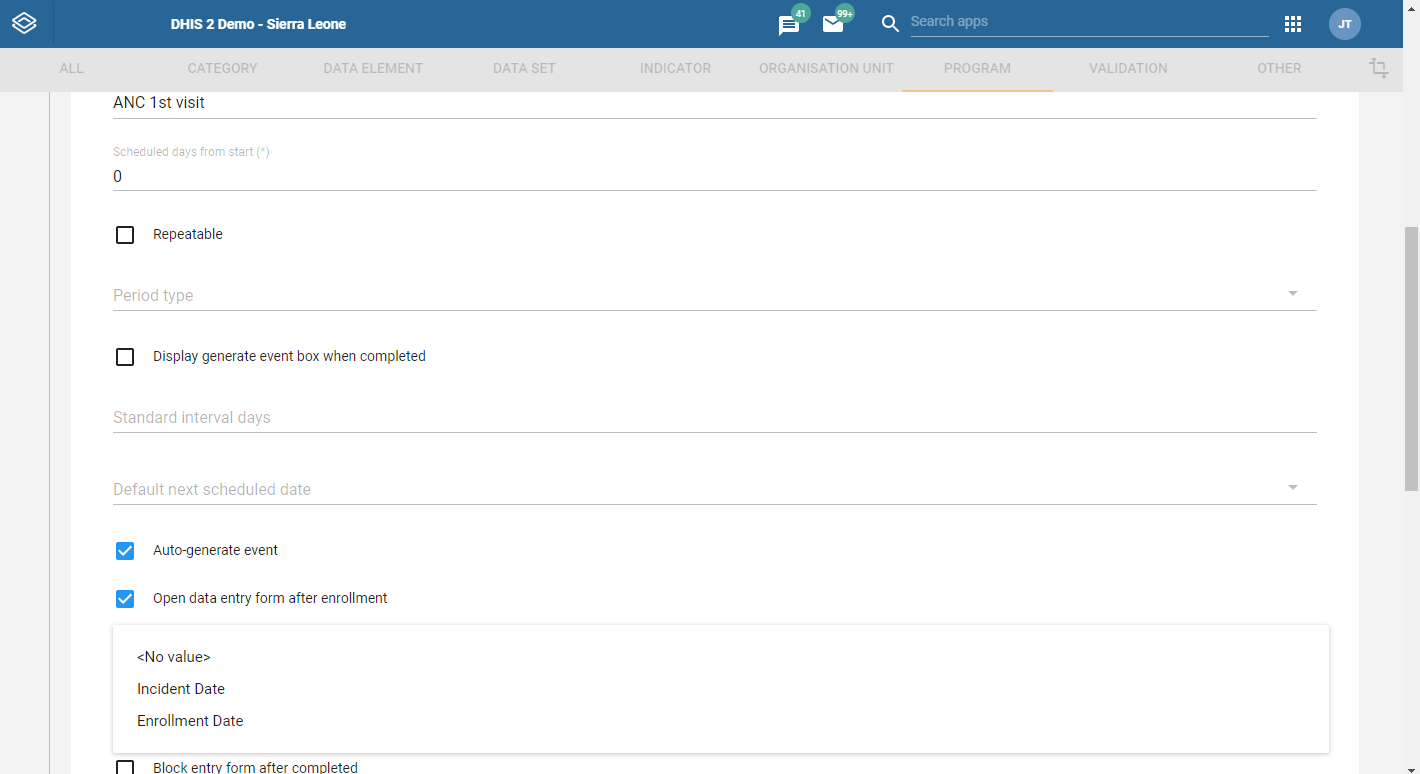 DHIS 2 Demo - Sierra Leone
41
99+
Search apps
JT
ALL CATEGORY DATA ELEMENT DATA SET INDICATOR ORGANISATION UNIT PROGRAM VALIDATION OTHER
ANC 1st visit
Scheduled days from start (*)
0
Repeatable
Period type
Display generate event box when completed
Standard interval days
Default next scheduled date
Auto-generate event
Open data entry form after enrollment
<No value>
Incident Date
Enrollment Date
Block entry form after completed